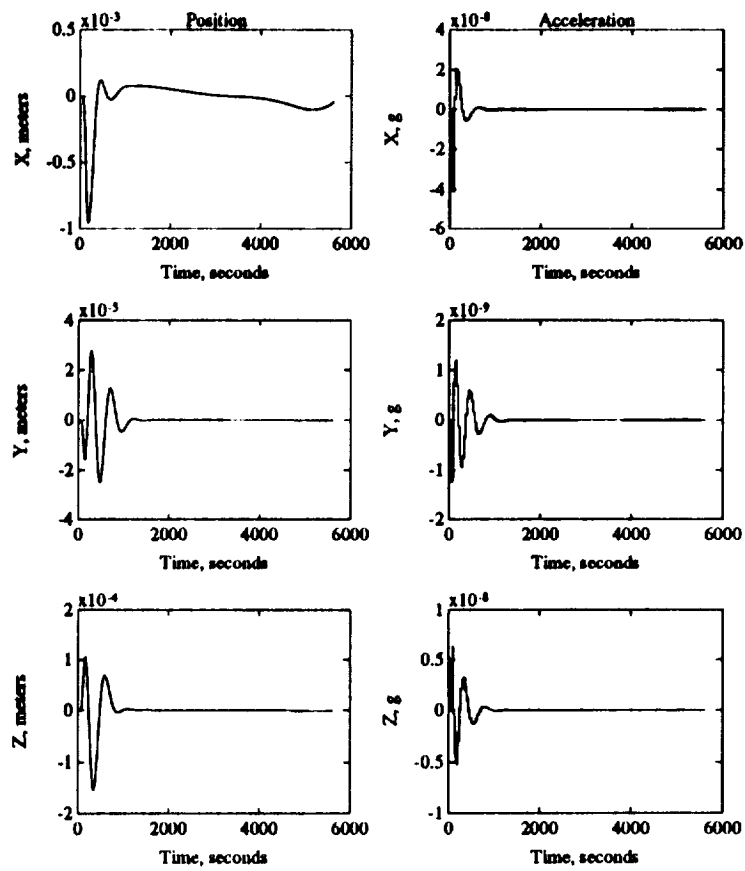 Position
x10-3
0.5
0
-0.5
-1
X, meters
0 2000 4000 6000
Time, seconds
Acceleration
x10-8
4
2
0
-2
-4
-6
X, g
0 2000 4000 6000
Time, seconds
x10-5
4
2
0
-2
-4
Y, meters
0 2000 4000 6000
Time, seconds
x10-9
2
1
0
-1
-2
Y, g
0 2000 4000 6000
Time, seconds
x10-4
2
1
0
-1
-2
Z, meters
0 2000 4000 6000
Time, seconds
x10-8
1
0.5
0
-0.5
-1
Z, g
0 2000 4000 6000
Time, seconds